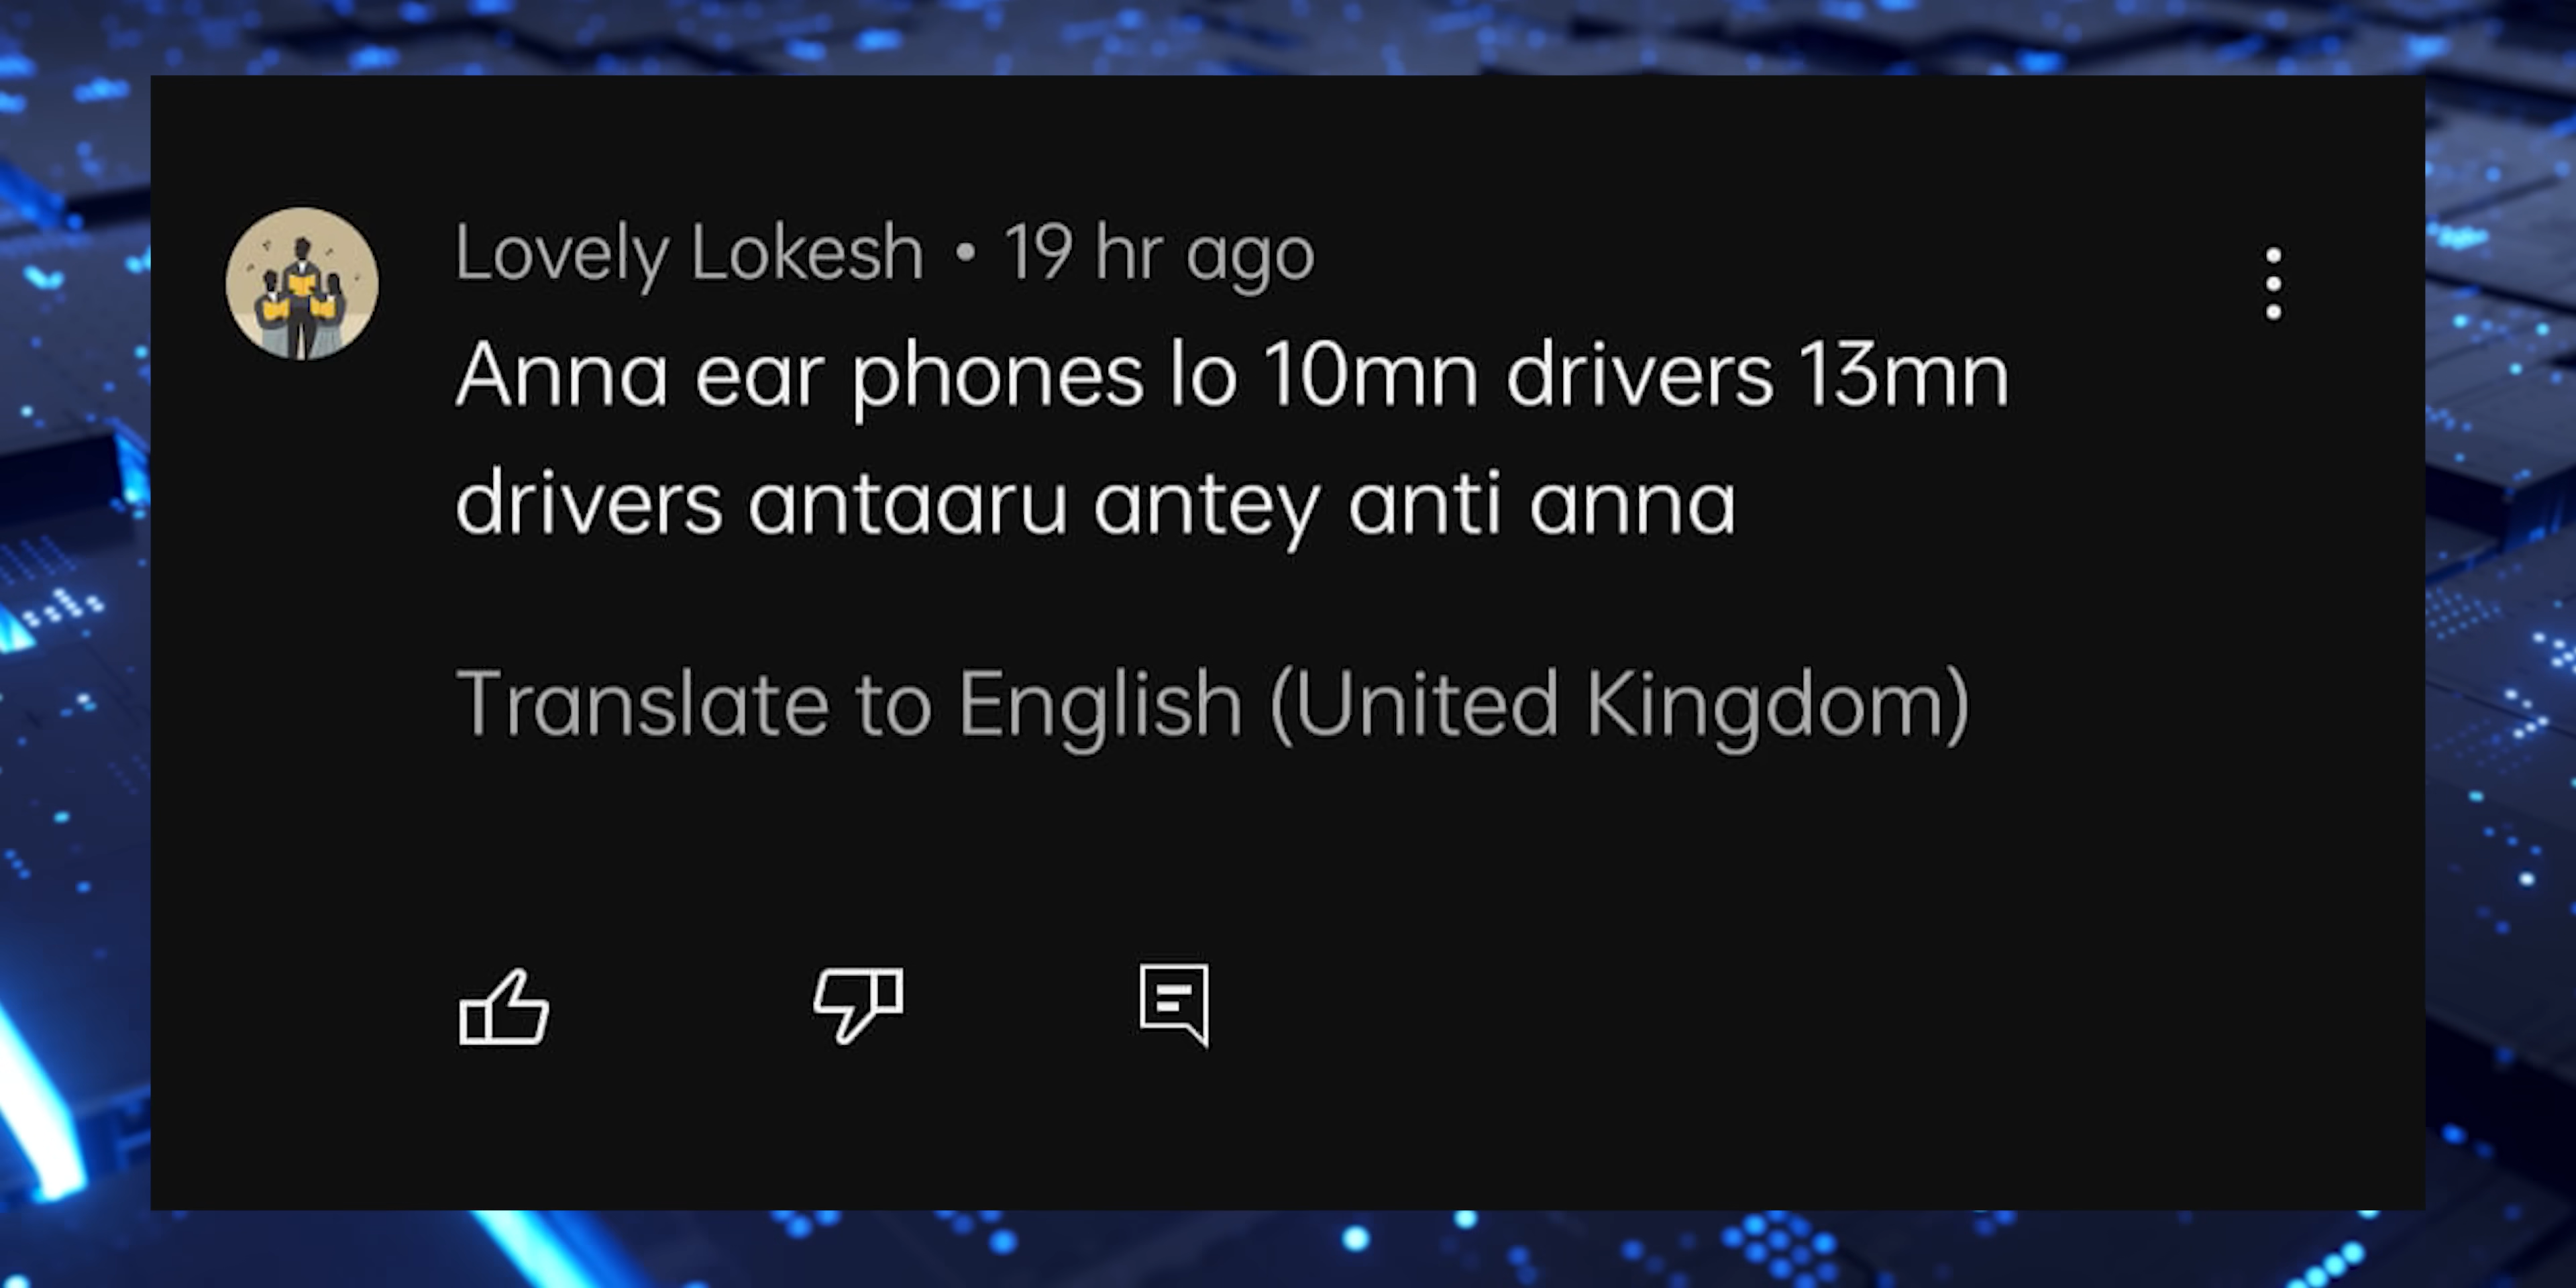 Lovely Lokesh • 19 hr ago
Anna ear phones lo 10mn drivers 13mn
drivers antaaru antey anti anna
Translate to English (United Kingdom)